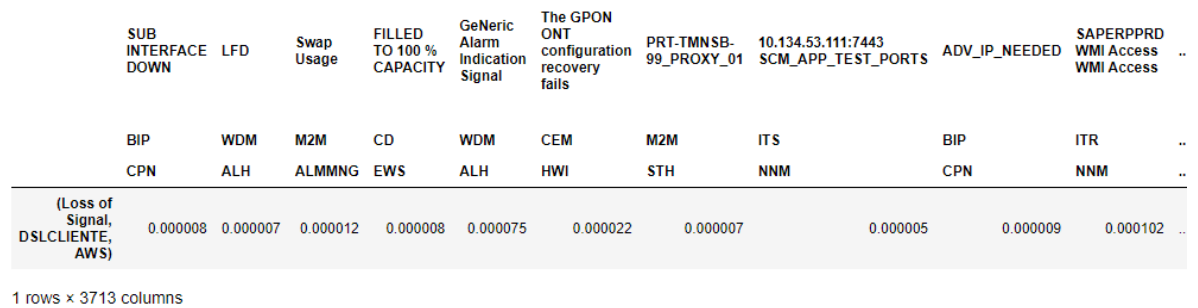 SUB INTERFACE DOWN LFD Swap Usage FILLED TO 100 % CAPACITY GeNeric Alarm Indication Signal The GPON ONT configuration recovery fails PRT-TMNSB-99_PROXY_01 10.134.53.111:7443 SCM_APP_TEST_PORTS ADV_IP_NEEDED SAPERPPRD WMI Access WMI Access ..
BIP WDM M2M CD WDM CEM M2M ITS BIP ITR ..
CPN ALH ALMMNG EWS ALH HWI STH NNM CPN NNM ..
(Loss of Signal, DSLCLIENTE, AWS) 0.000008 0.000007 0.000012 0.000008 0.000075 0.000022 0.000007 0.000005 0.000009 0.000102 ..
1 rows × 3713 columns